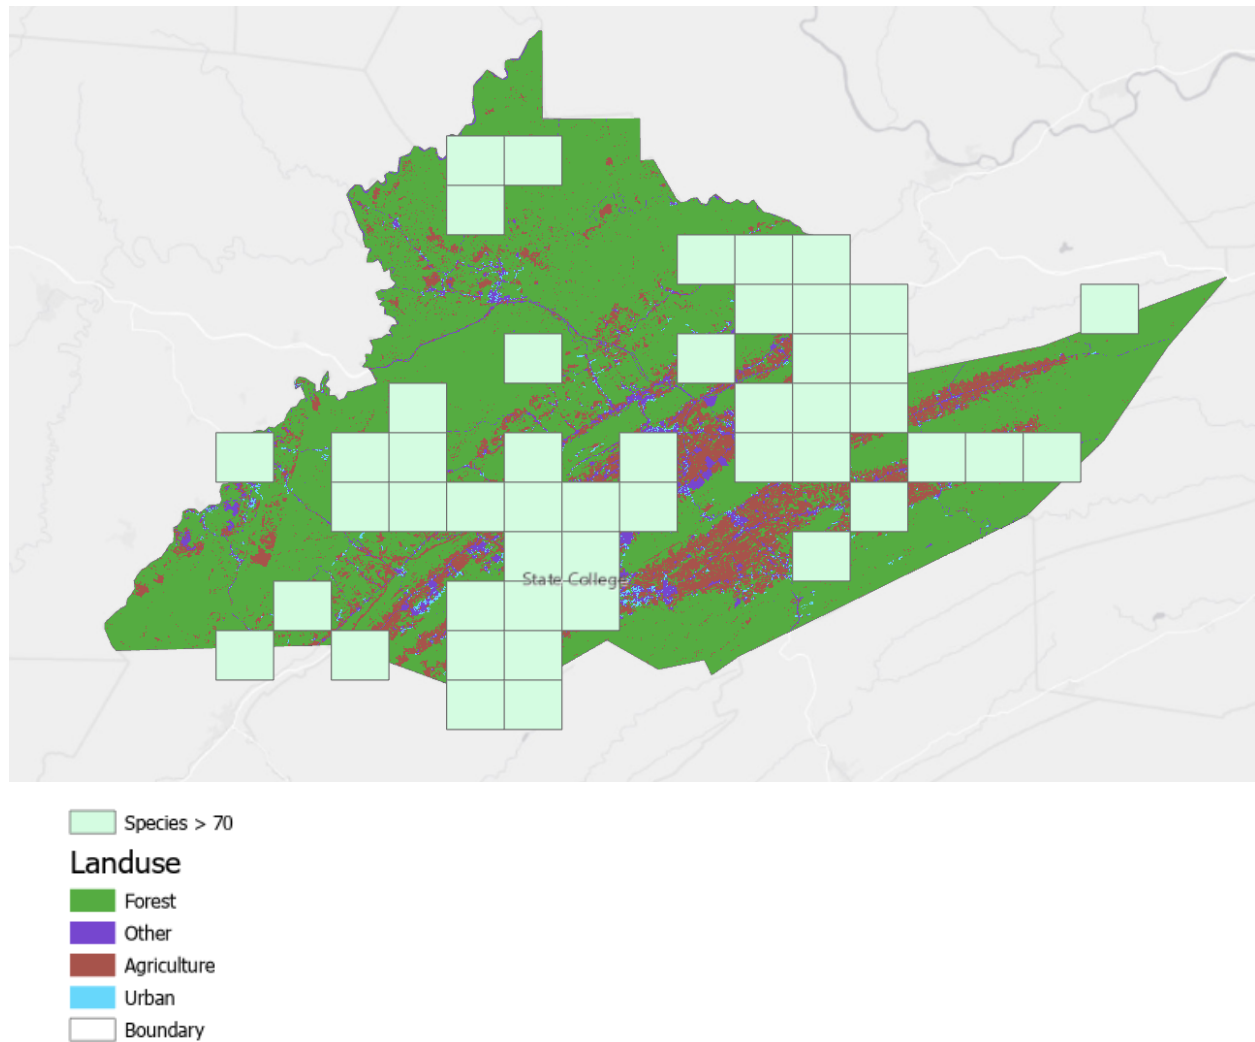 State College
Species > 70
Landuse
Forest
Other
Agriculture
Urban
Boundary